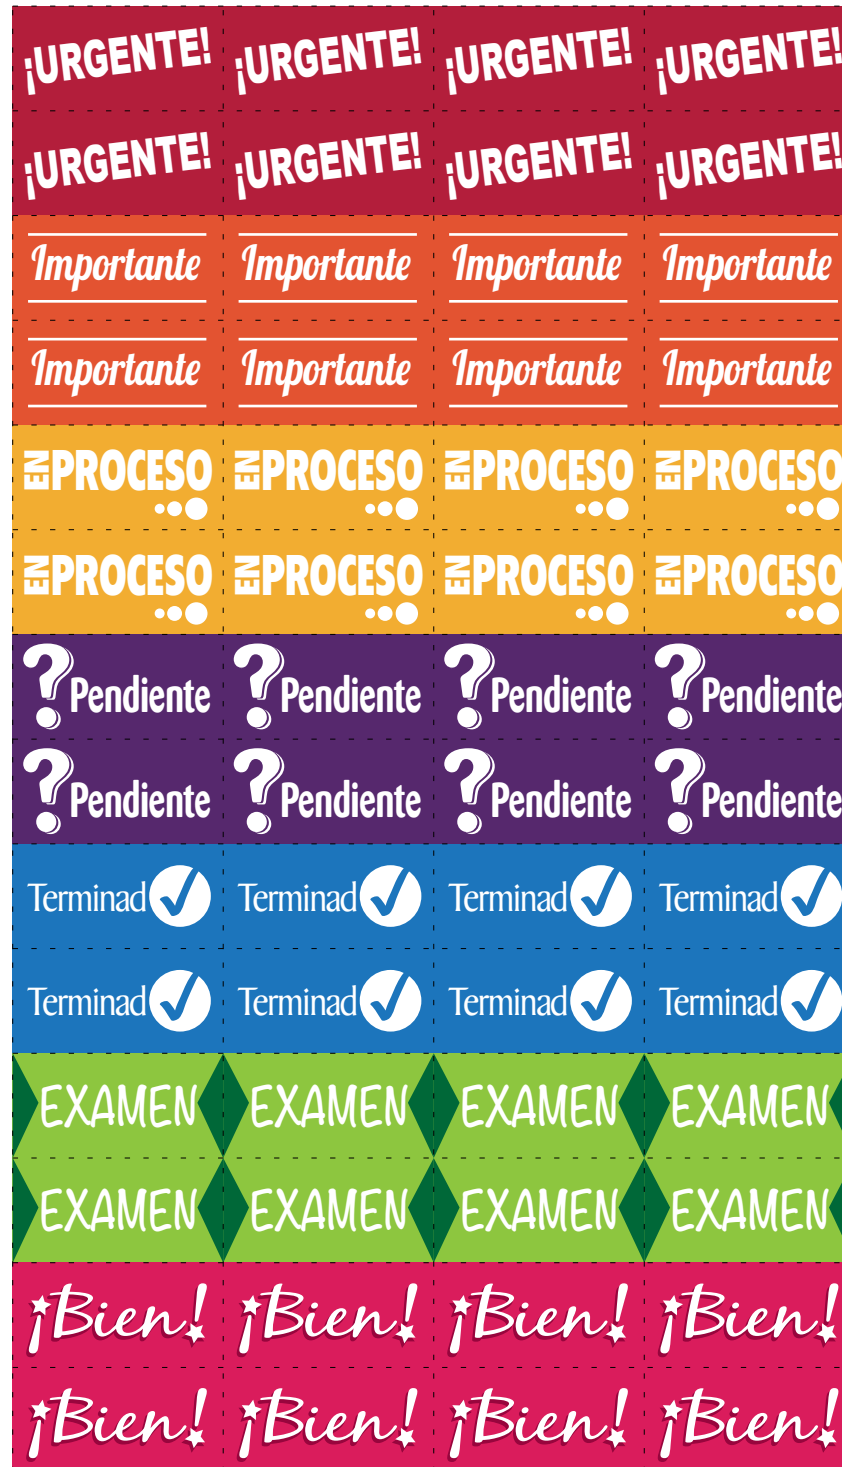 ¡URGENTE! ¡URGENTE! ¡URGENTE! ¡URGENTE!
¡URGENTE! ¡URGENTE! ¡URGENTE! ¡URGENTE!
Importante Importante Importante Importante
Importante Importante Importante Importante
EN PROCESO EN PROCESO EN PROCESO EN PROCESO
EN PROCESO EN PROCESO EN PROCESO EN PROCESO
? Pendiente ? Pendiente ? Pendiente ? Pendiente
? Pendiente ? Pendiente ? Pendiente ? Pendiente
Terminad Terminad Terminad Terminad
Terminad Terminad Terminad Terminad
EXAMEN EXAMEN EXAMEN EXAMEN
EXAMEN EXAMEN EXAMEN EXAMEN
¡Bien! ¡Bien! ¡Bien! ¡Bien!
¡Bien! ¡Bien! ¡Bien! ¡Bien!